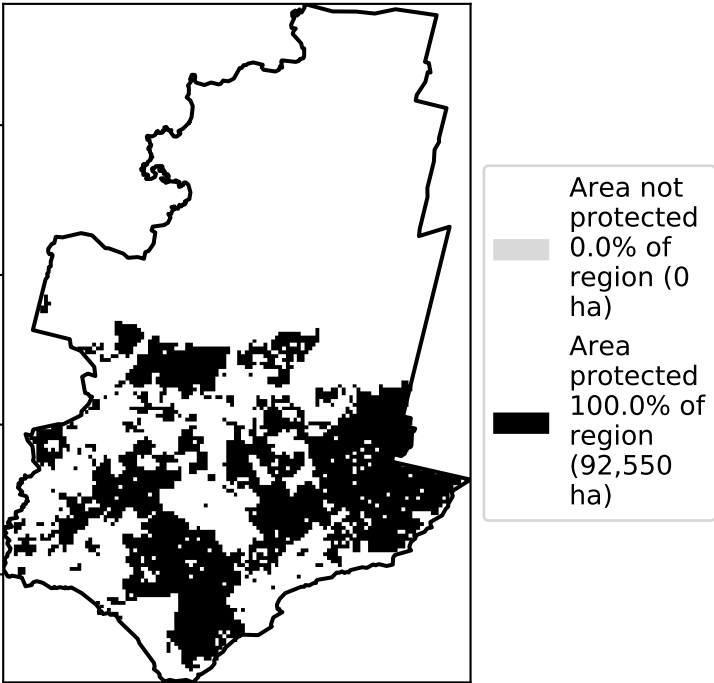 Area not
protected
0.0% of
region (0
ha)
Area
protected
100.0% of
region
(92,550
ha)